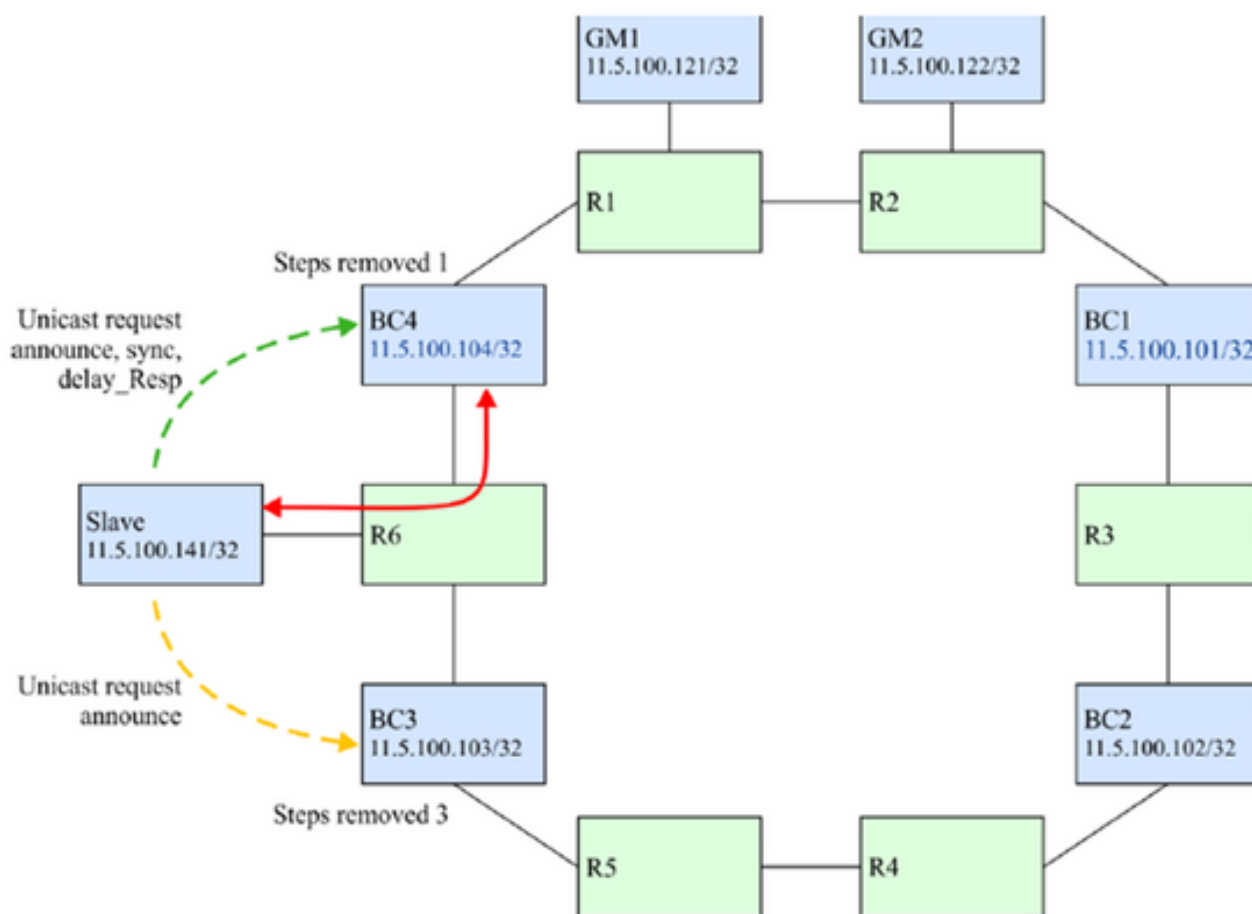 GM1
11.5.100.121/32
GM2
11.5.100.122/32
R1
R2
Steps removed 1
Unicast request
announce, sync,
delay_Resp
BC4
11.5.100.104/32
BC1
11.5.100.101/32
Slave
11.5.100.141/32
R6
R3
Unicast request
announce
BC3
11.5.100.103/32
BC2
11.5.100.102/32
Steps removed 3
R5
R4